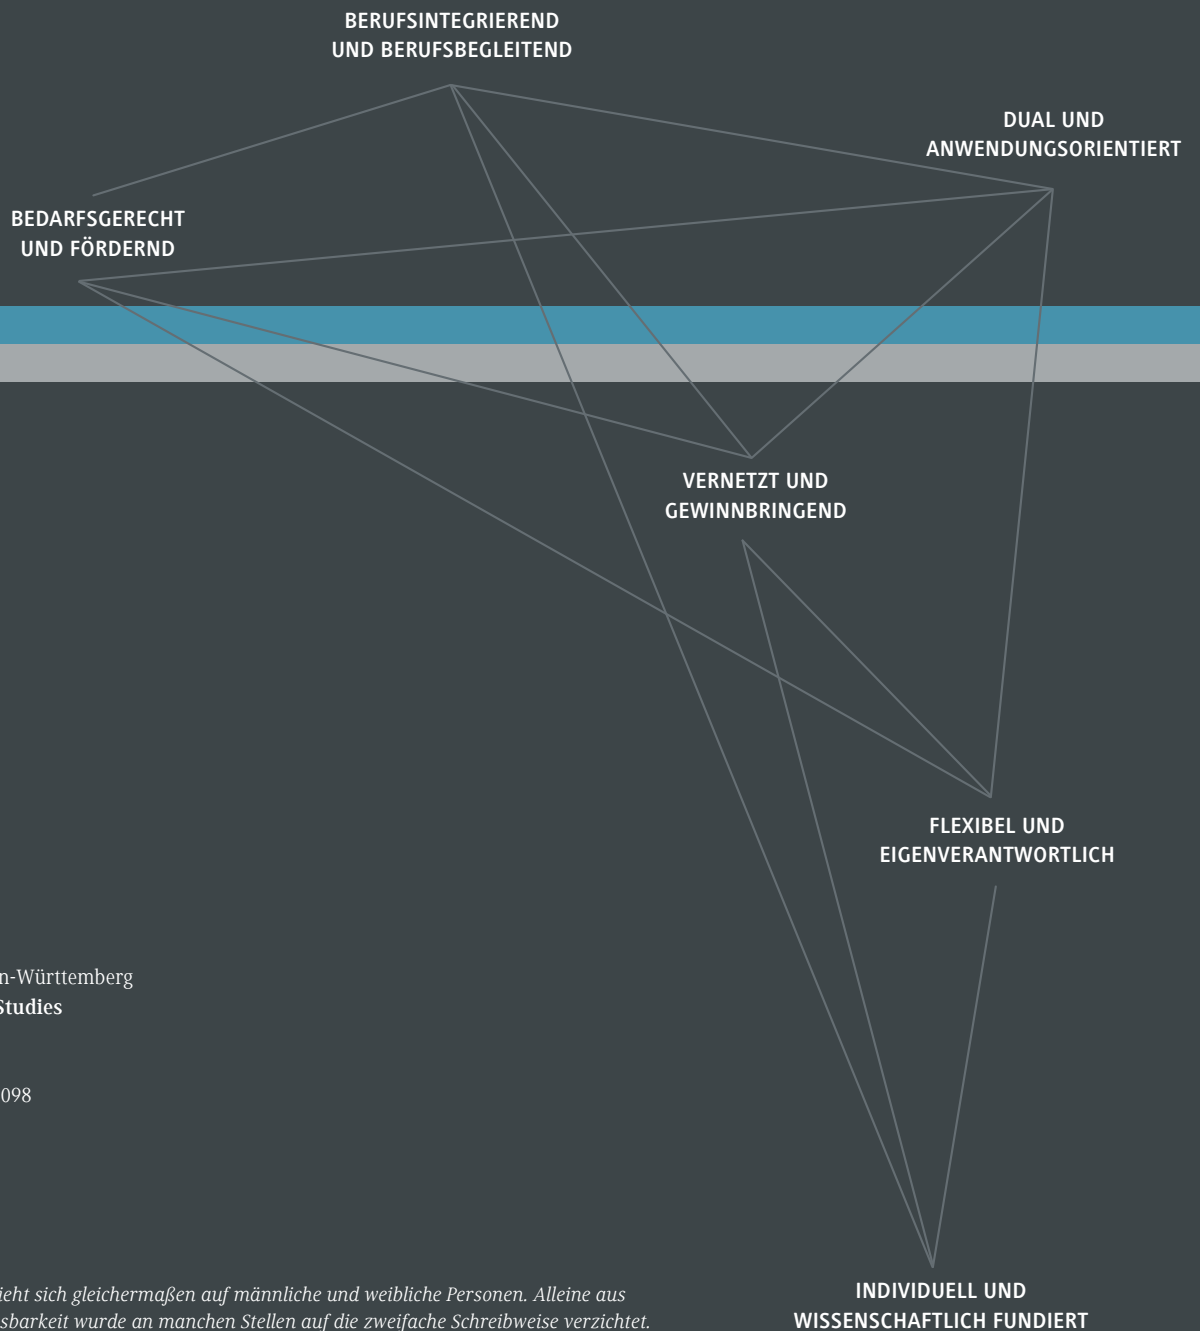 BERUFSINTEGRIEREND
UND BERUFSBEGLEITEND
DUAL UND
ANWENDUNGSORIENTIERT
BEDARFSGERECHT
UND FÖRDERND
VERNETZT UND
GEWINNBRINGEND
FLEXIBEL UND
EIGENVERANTWORTLICH
n-Württemberg
Studies
098
ieht sich gleichermaßen auf männliche und weibliche Personen. Alleine aus
sbarkeit wurde an manchen Stellen auf die zweifache Schreibweise verzichtet.
INDIVIDUELL UND
WISSENSCHAFTLICH FUNDIERT